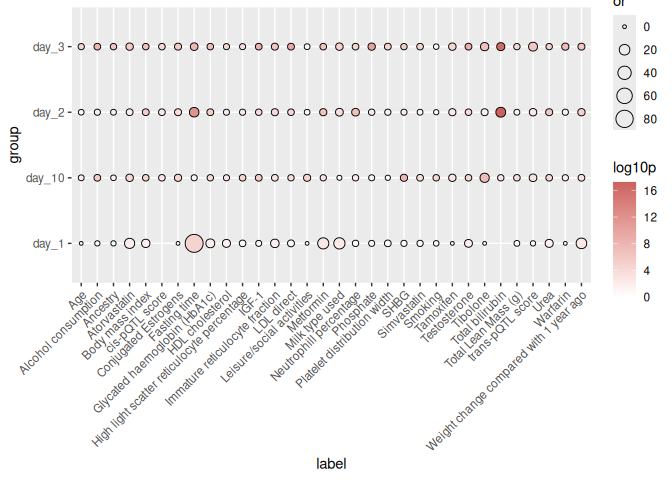 or
0
20
40
60
80
log10p
16
12
8
4
0
group
day_3
day_2
day_10
day_1
Age
Alcohol consumption
Ancestry
Atorvastatin
Body mass index
cis-pQTL score
Conjugated Estrogens
Fasting time
Glycated haemoglobin (HbA1c)
HDL cholesterol
High light scatter reticulocyte percentage
IGF-1
Immature reticulocyte fraction
LDL direct
Leisure/social activities
Metformin
Milk type used
Neutrophil percentage
Phosphate
Platelet distribution width
SHBG
Simvastatin
Smoking
Tamoxifen
Testosterone
Tibolone
Total bilirubin
Total Lean Mass (g)
trans-pQTL score
Urea
Warfarin
Weight change compared with 1 year ago
label